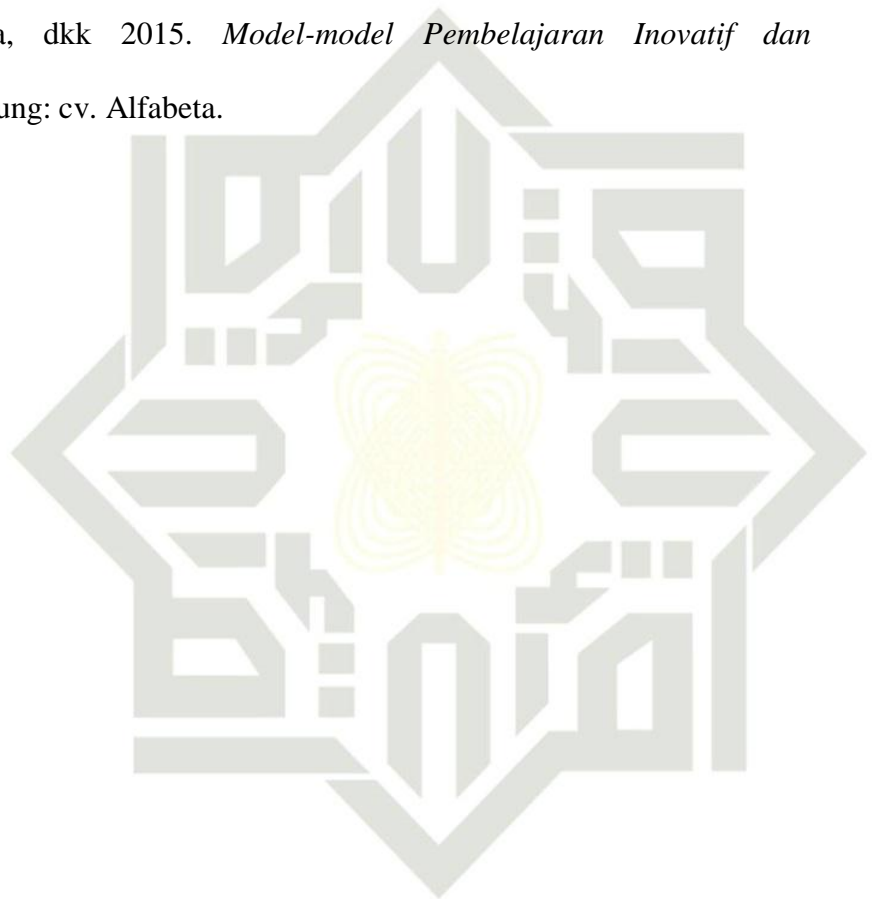 a, dkk 2015. Model-model Pembelajaran Inovatif dan
ung: cv. Alfabeta.